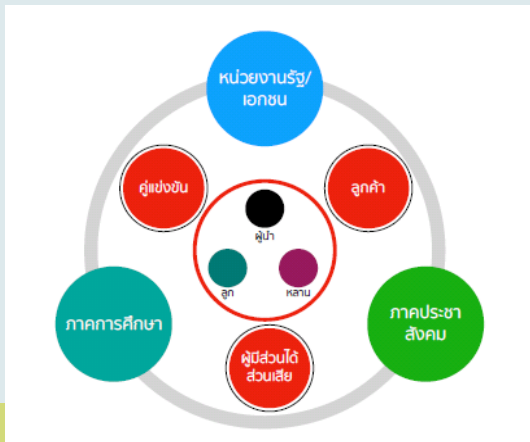 หน่วยงานรัฐ/
เอกชน
คู่แข่งขัน
ลูกค้า
ผู้นำ
ลูก
หลาน
ภาคการศึกษา
ภาคประชา
สังคม
ผู้มีส่วนได้
ส่วนเสีย